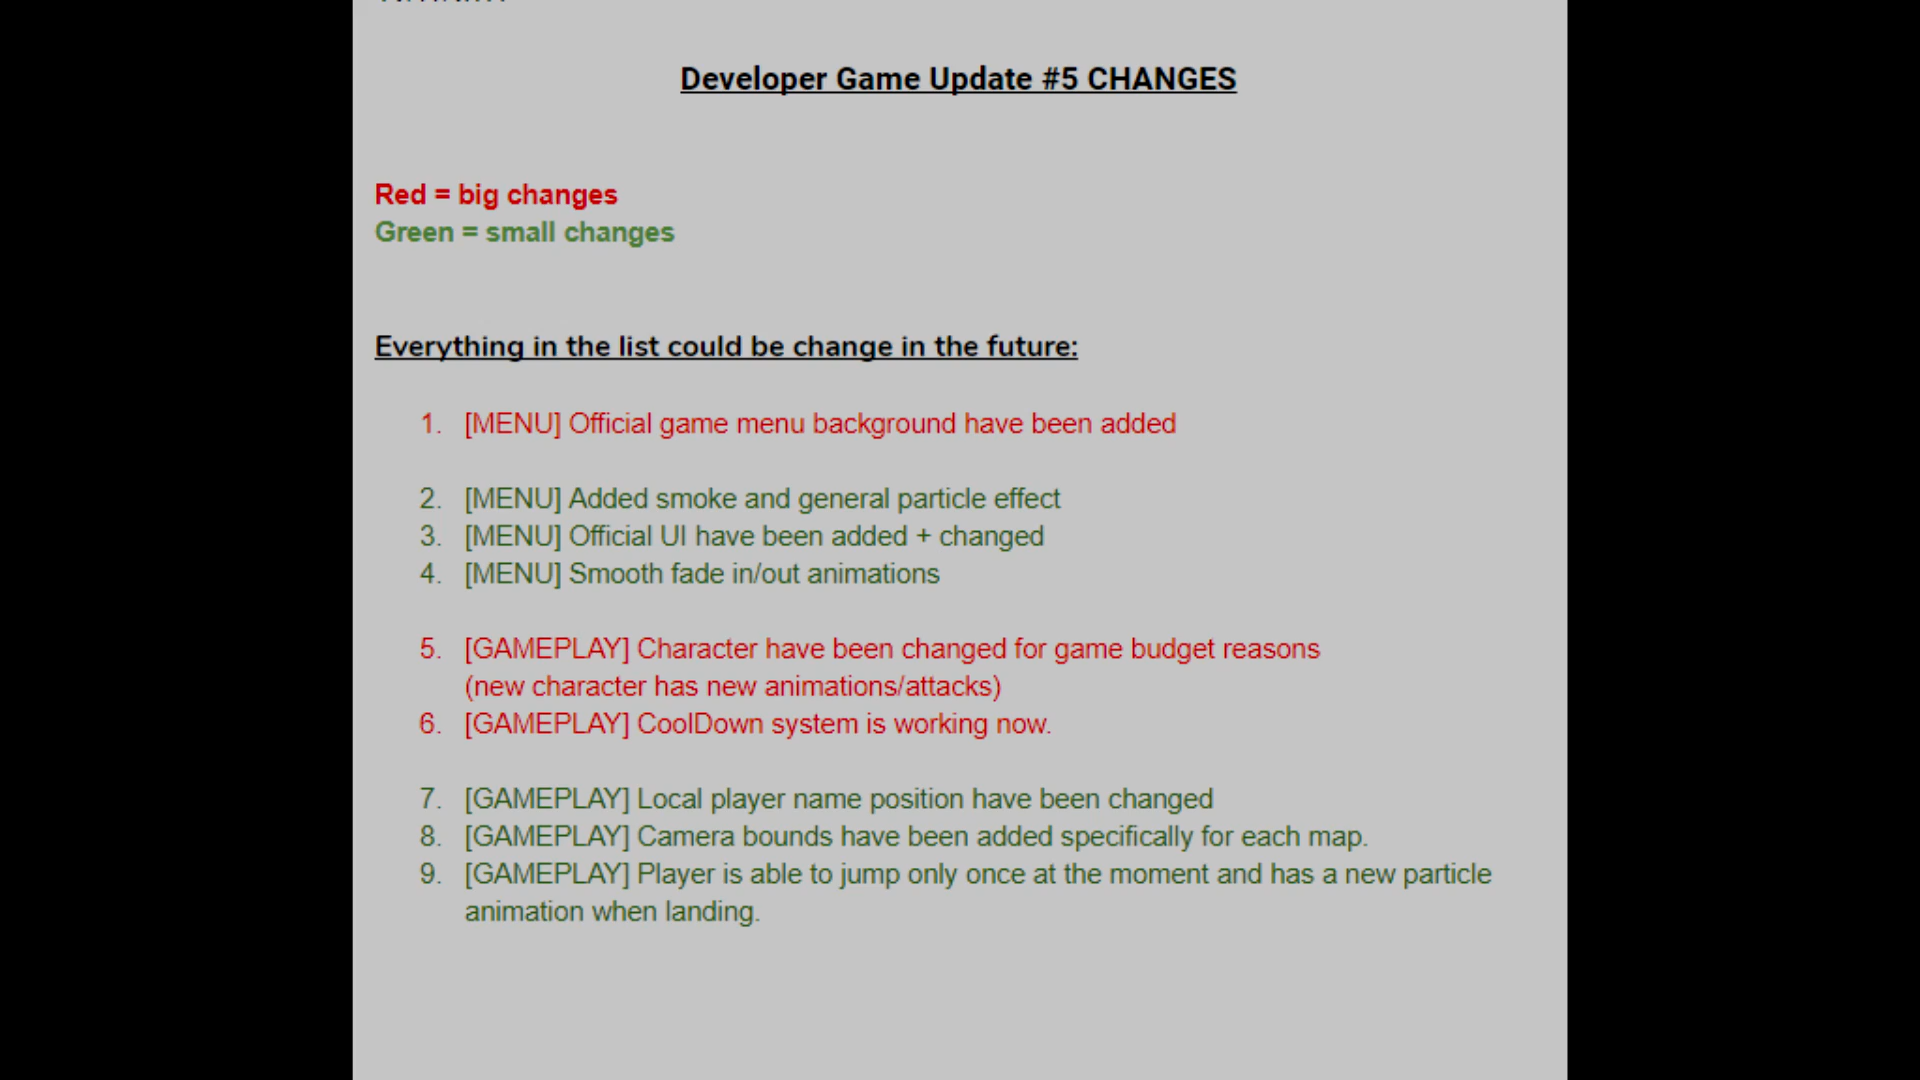 Developer Game Update #5 CHANGES
Red = big changes
Green = small changes
Everything in the list could be change in the future:
1. [MENU] Official game menu background have been added
2. [MENU] Added smoke and general particle effect
3. [MENU] Official UI have been added + changed
4. [MENU] Smooth fade in/out animations
5. [GAMEPLAY] Character have been changed for game budget reasons
(new character has new animations/attacks)
6. [GAMEPLAY] CoolDown system is working now.
7. [GAMEPLAY] Local player name position have been changed
8. [GAMEPLAY] Camera bounds have been added specifically for each map.
9. [GAMEPLAY] Player is able to jump only once at the moment and has a new particle
animation when landing.